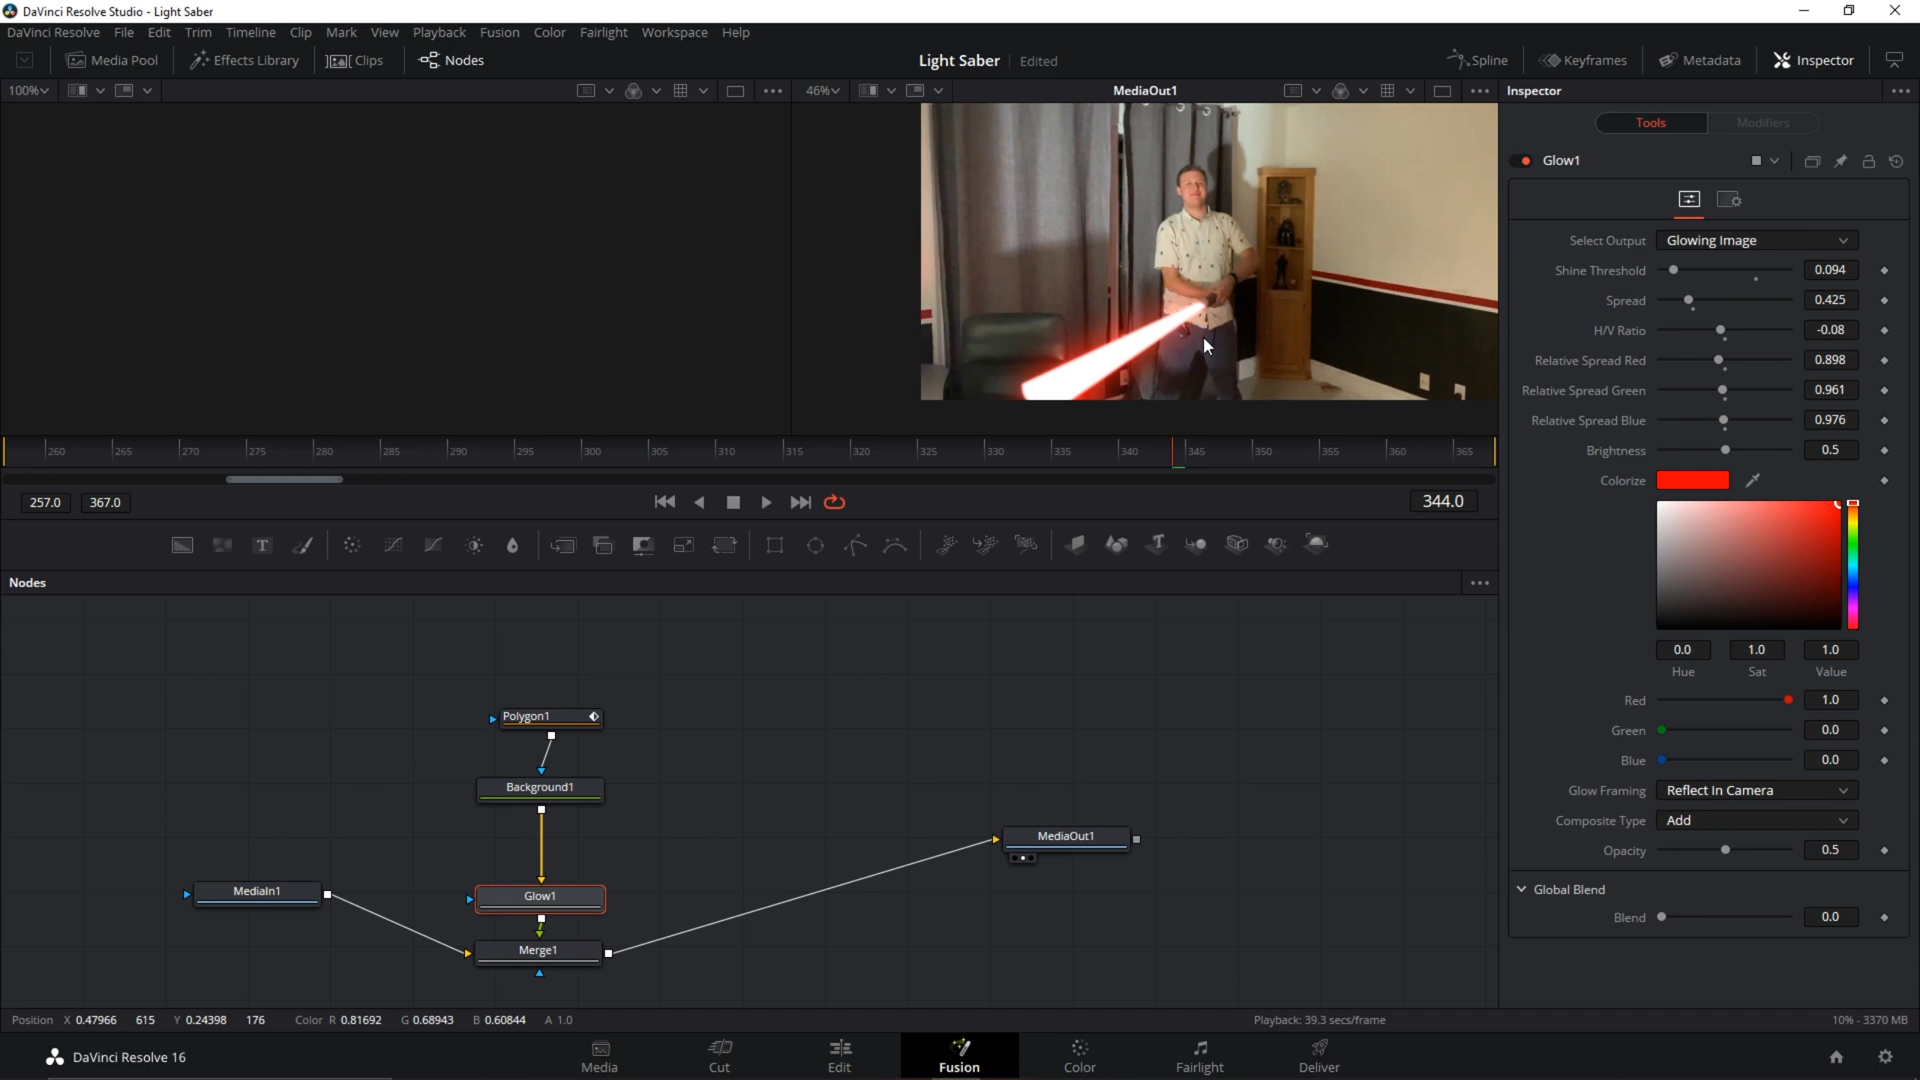 DaVinci Resolve Studio - Light Saber
DaVinci Resolve File Edit Trim Timeline Clip Mark View Playback Fusion Color Fairlight Workspace Help
Media Pool Effects Library Clips Nodes Light Saber Edited Spline Keyframes Metadata Inspector
100% 46% MediaOut1 Inspector
Tools Modifiers
Glow1
Select Output Glowing Image
Shine Threshold 0.094
Spread 0.425
H/V Ratio -0.08
Relative Spread Red 0.898
Relative Spread Green 0.961
Relative Spread Blue 0.976
Brightness 0.5
Colorize
0.0 1.0 1.0
Hue Sat Value
Red 1.0
Green 0.0
Blue 0.0
Glow Framing Reflect In Camera
Composite Type Add
Opacity 0.5
Global Blend
Blend 0.0
260 265 270 275 280 285 290 295 300 305 310 315 320 325 330 335 340 345 350 355 360 365
257.0 367.0 344.0
Nodes
Polygon1
Background1
MediaOut1
MediaIn1
Glow1
Merge1
Position X 0.47966 615 Y 0.24398 176 Color R 0.81692 G 0.68943 B 0.60844 A 1.0 Playback: 39.3 secs/frame 10% - 3370 MB
DaVinci Resolve 16 Media Cut Edit Fusion Color Fairlight Deliver